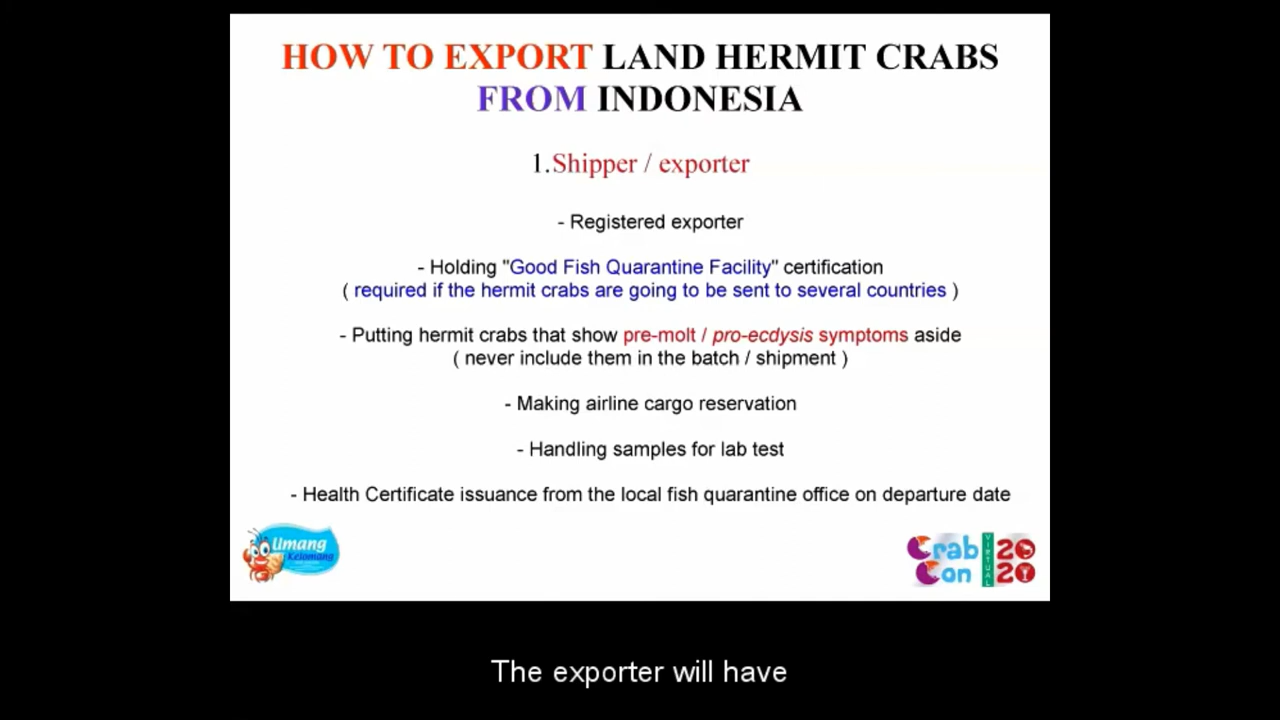 HOW TO EXPORT LAND HERMIT CRABS
FROM INDONESIA
1.Shipper / exporter
- Registered exporter
- Holding "Good Fish Quarantine Facility" certification
( required if the hermit crabs are going to be sent to several countries )
- Putting hermit crabs that show pre-molt / pro-ecdysis symptoms aside
( never include them in the batch / shipment )
- Making airline cargo reservation
- Handling samples for lab test
- Health Certificate issuance from the local fish quarantine office on departure date
Umang
Kelomang
Crab
Con
VIRTUAL
2020
The exporter will have